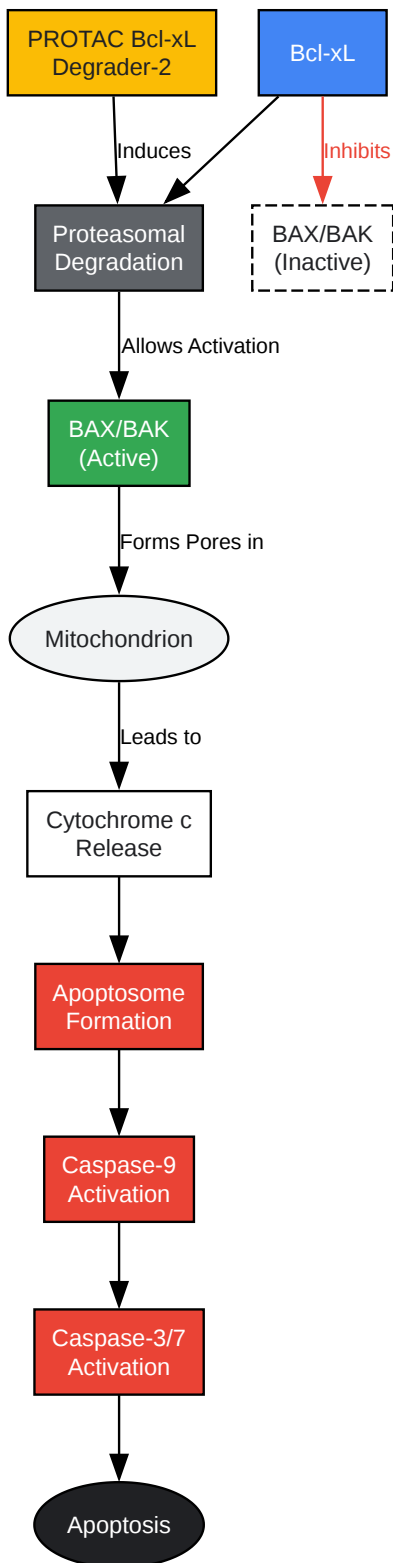 PROTAC Bcl-xL
Degrader-2
Bcl-xL
Induces
Inhibits
Proteasomal
Degradation
BAX/BAK
(Inactive)
Allows Activation
BAX/BAK
(Active)
Forms Pores in
Mitochondrion
Leads to
Cytochrome c
Release
Apoptosome
Formation
Caspase-9
Activation
Caspase-3/7
Activation
Apoptosis